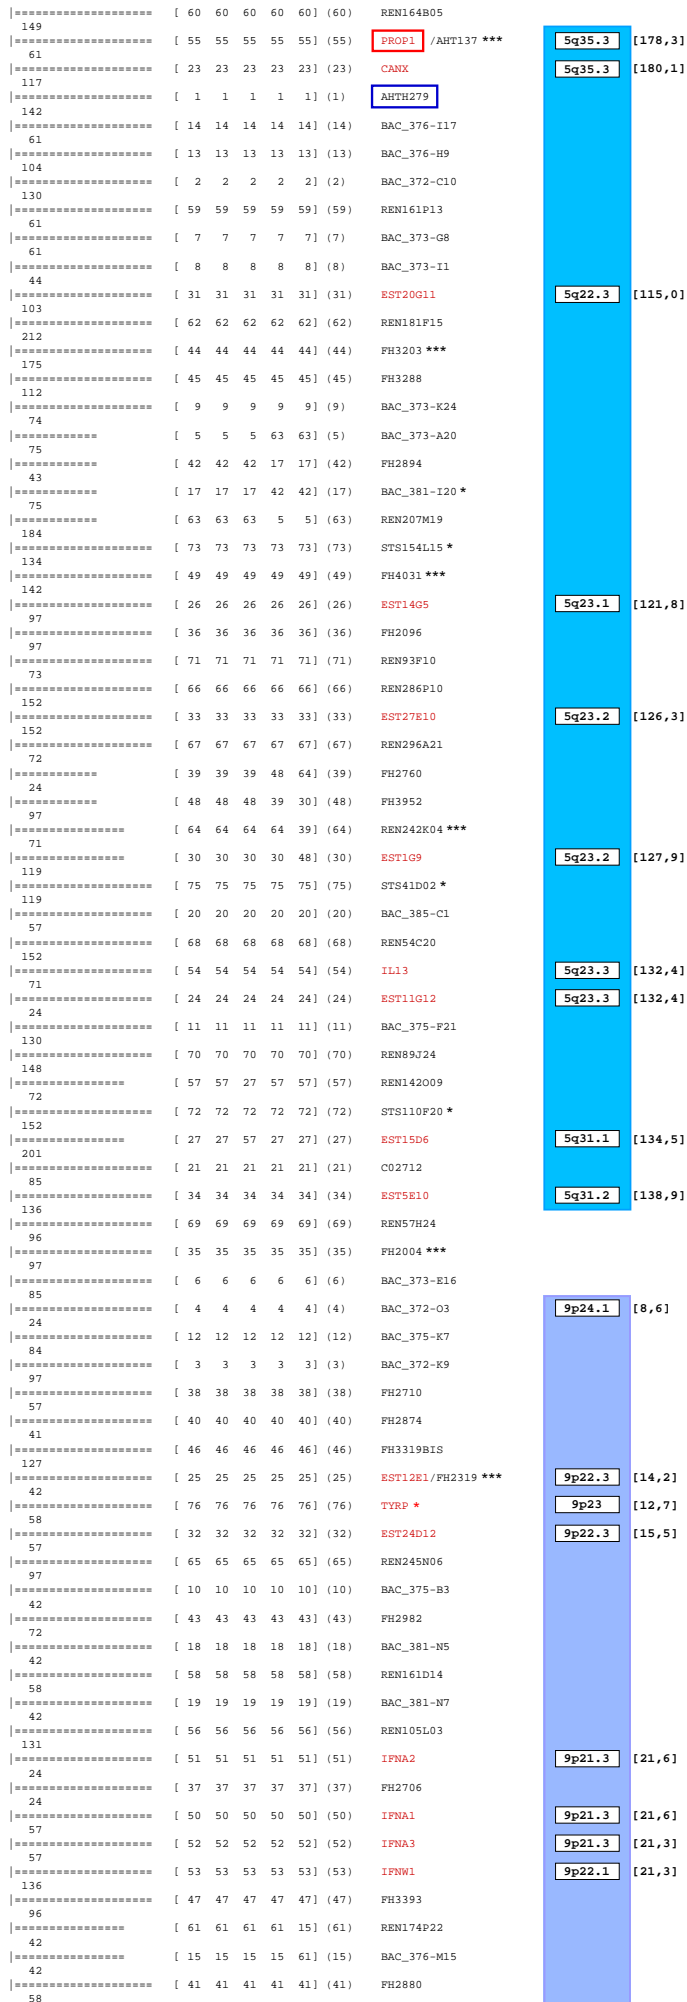 |==================== [ 60 60 60 60 60] (60) REN164B05
149
|==================== [ 55 55 55 55 55] (55) PROP1 /AHT137 *** 5q35.3 [178,3]
61
|==================== [ 23 23 23 23 23] (23) CANX 5q35.3 [180,1]
117
|==================== [ 1 1 1 1 1] (1) AHTH279
142
|==================== [ 14 14 14 14 14] (14) BAC_376-I17
61
|==================== [ 13 13 13 13 13] (13) BAC_376-H9
104
|==================== [ 2 2 2 2 2] (2) BAC_372-C10
130
|==================== [ 59 59 59 59 59] (59) REN161P13
61
|==================== [ 7 7 7 7 7] (7) BAC_373-G8
61
|==================== [ 8 8 8 8 8] (8) BAC_373-I1
44
|==================== [ 31 31 31 31 31] (31) EST20G11 5q22.3 [115,0]
103
|==================== [ 62 62 62 62 62] (62) REN181F15
212
|==================== [ 44 44 44 44 44] (44) FH3203 ***
175
|==================== [ 45 45 45 45 45] (45) FH3288
112
|==================== [ 9 9 9 9 9] (9) BAC_373-K24
74
|============ [ 5 5 5 63 63] (5) BAC_373-A20
75
|============ [ 42 42 42 17 17] (42) FH2894
43
|============ [ 17 17 17 42 42] (17) BAC_381-I20 *
75
|============ [ 63 63 63 5 5] (63) REN207M19
184
|==================== [ 73 73 73 73 73] (73) STS154L15 *
134
|==================== [ 49 49 49 49 49] (49) FH4031 ***
142
|==================== [ 26 26 26 26 26] (26) EST14G5 5q23.1 [121,8]
97
|==================== [ 36 36 36 36 36] (36) FH2096
97
|==================== [ 71 71 71 71 71] (71) REN93F10
73
|==================== [ 66 66 66 66 66] (66) REN286P10
152
|==================== [ 33 33 33 33 33] (33) EST27E10 5q23.2 [126,3]
152
|==================== [ 67 67 67 67 67] (67) REN296A21
72
|============ [ 39 39 39 48 64] (39) FH2760
24
|============ [ 48 48 48 39 30] (48) FH3952
97
|================ [ 64 64 64 64 39] (64) REN242K04 ***
71
|================ [ 30 30 30 30 48] (30) EST1G9 5q23.2 [127,9]
119
|==================== [ 75 75 75 75 75] (75) STS41D02 *
119
|==================== [ 20 20 20 20 20] (20) BAC_385-C1
57
|==================== [ 68 68 68 68 68] (68) REN54C20
152
|==================== [ 54 54 54 54 54] (54) IL13 5q23.3 [132,4]
71
|==================== [ 24 24 24 24 24] (24) EST11G12 5q23.3 [132,4]
24
|==================== [ 11 11 11 11 11] (11) BAC_375-F21
130
|==================== [ 70 70 70 70 70] (70) REN89J24
148
|================ [ 57 57 27 57 57] (57) REN142O09
72
|==================== [ 72 72 72 72 72] (72) STS110F20 *
152
|================ [ 27 27 57 27 27] (27) EST15D6 5q31.1 [134,5]
201
|==================== [ 21 21 21 21 21] (21) C02712
85
|==================== [ 34 34 34 34 34] (34) EST5E10 5q31.2 [138,9]
136
|==================== [ 69 69 69 69 69] (69) REN57H24
96
|==================== [ 35 35 35 35 35] (35) FH2004 ***
97
|==================== [ 6 6 6 6 6] (6) BAC_373-E16
85
|==================== [ 4 4 4 4 4] (4) BAC_372-O3 9p24.1 [8,6]
24
|==================== [ 12 12 12 12 12] (12) BAC_375-K7
84
|==================== [ 3 3 3 3 3] (3) BAC_372-K9
97
|==================== [ 38 38 38 38 38] (38) FH2710
57
|==================== [ 40 40 40 40 40] (40) FH2874
41
|==================== [ 46 46 46 46 46] (46) FH3319BIS
127
|==================== [ 25 25 25 25 25] (25) EST12E1/FH2319 *** 9p22.3 [14,2]
42
|==================== [ 76 76 76 76 76] (76) TYRP * 9p23 [12,7]
58
|==================== [ 32 32 32 32 32] (32) EST24D12 9p22.3 [15,5]
57
|==================== [ 65 65 65 65 65] (65) REN245N06
97
|==================== [ 10 10 10 10 10] (10) BAC_375-B3
42
|==================== [ 43 43 43 43 43] (43) FH2982
72
|==================== [ 18 18 18 18 18] (18) BAC_381-N5
42
|==================== [ 58 58 58 58 58] (58) REN161D14
58
|==================== [ 19 19 19 19 19] (19) BAC_381-N7
42
|==================== [ 56 56 56 56 56] (56) REN105L03
131
|==================== [ 51 51 51 51 51] (51) IFNA2 9p21.3 [21,6]
24
|==================== [ 37 37 37 37 37] (37) FH2706
24
|==================== [ 50 50 50 50 50] (50) IFNA1 9p21.3 [21,6]
57
|==================== [ 52 52 52 52 52] (52) IFNA3 9p21.3 [21,3]
57
|==================== [ 53 53 53 53 53] (53) IFNW1 9p22.1 [21,3]
136
|==================== [ 47 47 47 47 47] (47) FH3393
96
|================ [ 61 61 61 61 15] (61) REN174P22
42
|================ [ 15 15 15 15 61] (15) BAC_376-M15
42
|==================== [ 41 41 41 41 41] (41) FH2880
58